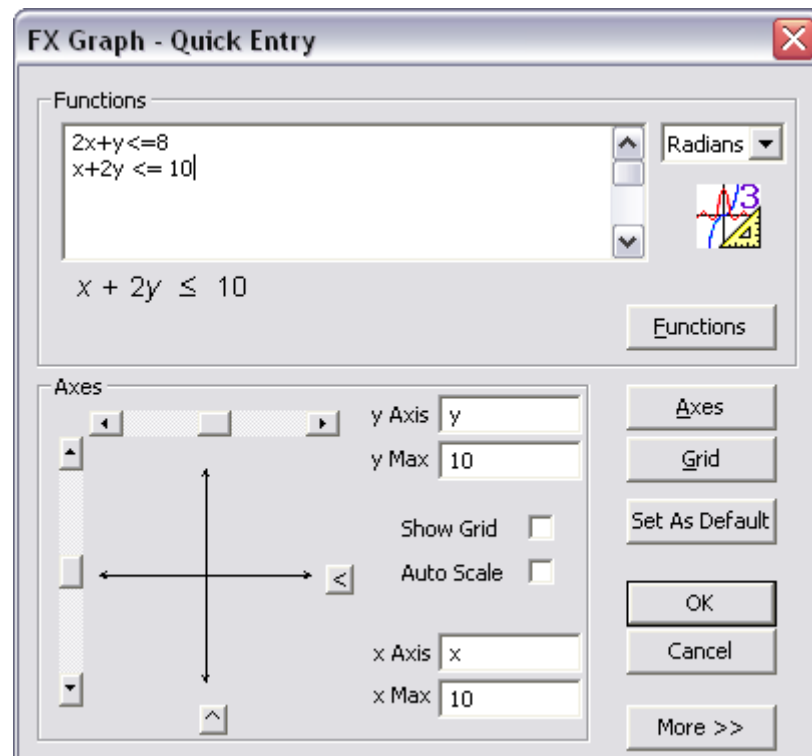 FX Graph - Quick Entry
Functions
2x+y<=8
x+2y <= 10
Radians
x + 2y ≤ 10
Functions
Axes
y Axis y
y Max 10
Show Grid
Auto Scale
<
x Axis x
x Max 10
^
Axes
Grid
Set As Default
OK
Cancel
More >>